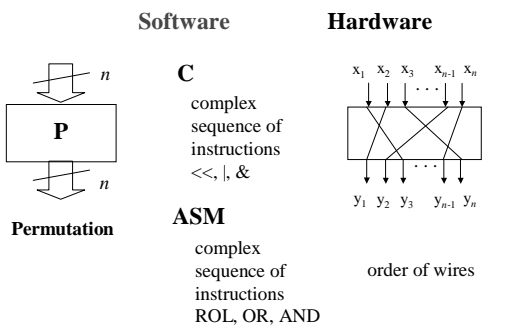 Software
Hardware
n
P
n
Permutation
C
complex
sequence of
instructions
<<, |, &
ASM
complex
sequence of
instructions
ROL, OR, AND
x1 x2 x3 . . . xn-1 xn
. . .
y1 y2 y3 yn-1 yn
order of wires